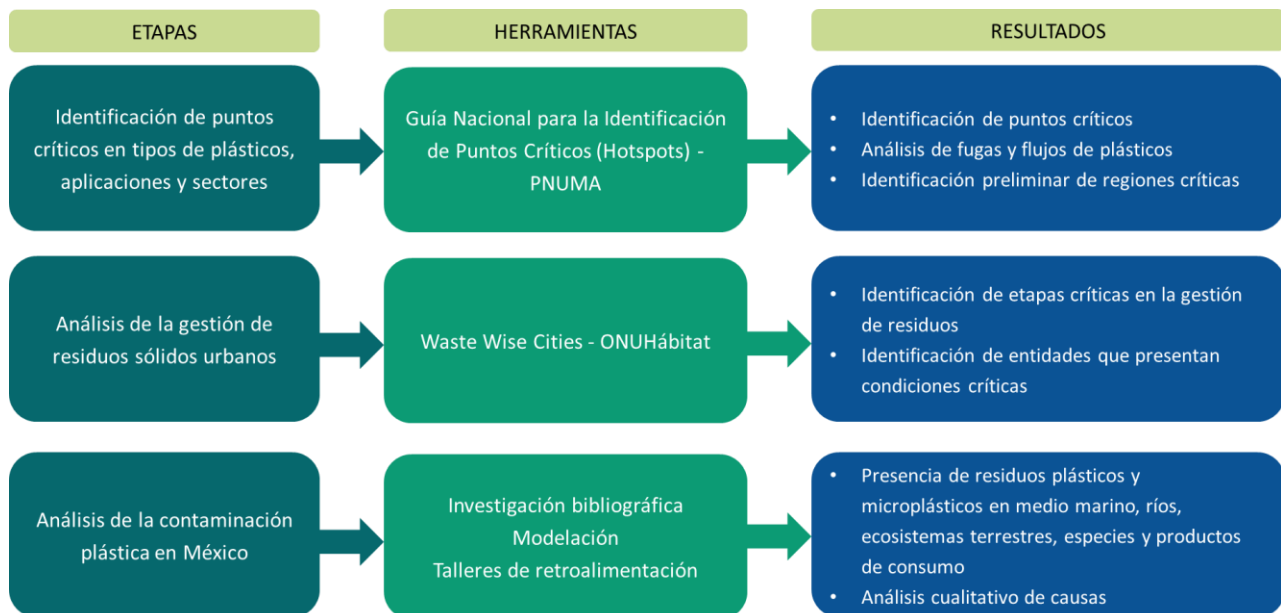 ETAPAS
HERRAMIENTAS
RESULTADOS
Identificación de puntos
críticos en tipos de plásticos,
aplicaciones y sectores
Guía Nacional para la Identificación
de Puntos Críticos (Hotspots) -
PNUMA
• Identificación de puntos críticos
• Análisis de fugas y flujos de plásticos
• Identificación preliminar de regiones críticas
Análisis de la gestión de
residuos sólidos urbanos
Waste Wise Cities - ONUHábitat
• Identificación de etapas críticas en la gestión
de residuos
• Identificación de entidades que presentan
condiciones críticas
Análisis de la contaminación
plástica en México
Investigación bibliográfica
Modelación
Talleres de retroalimentación
• Presencia de residuos plásticos y
microplásticos en medio marino, ríos,
ecosistemas terrestres, especies y productos
de consumo
• Análisis cualitativo de causas